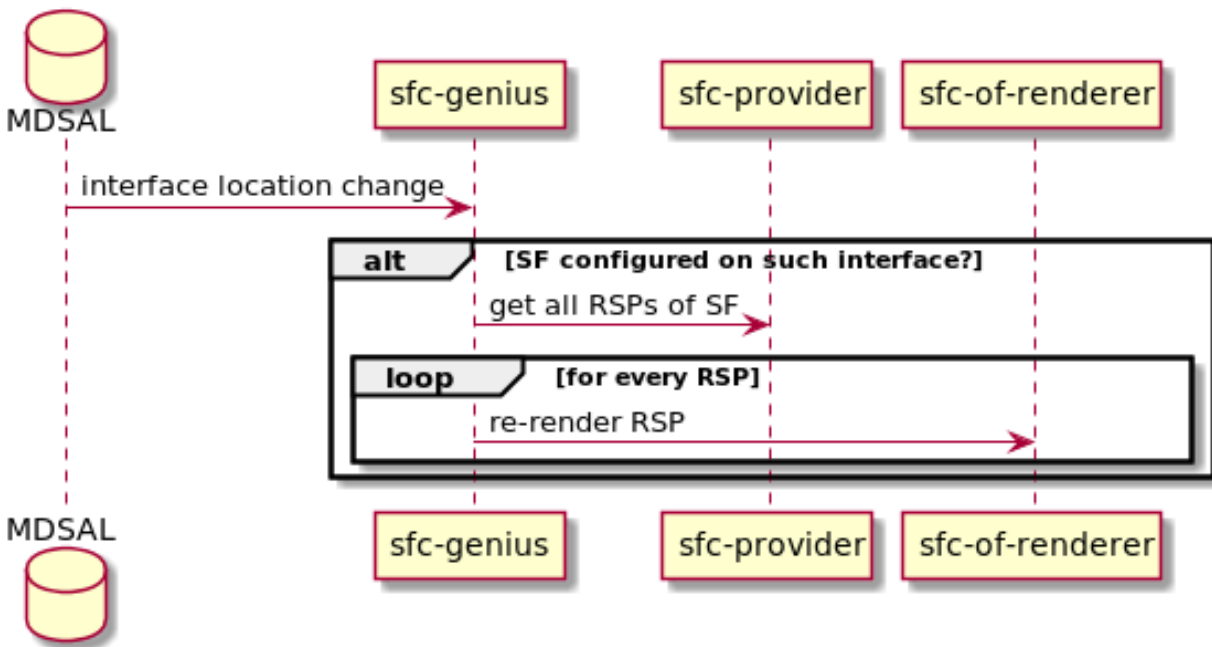 MDSAL
sfc-genius
sfc-provider
sfc-of-renderer
interface location change
alt
[SF configured on such interface?]
get all RSPs of SF
loop
[for every RSP]
re-render RSP
MDSAL
sfc-genius
sfc-provider
sfc-of-renderer